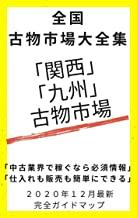 全国
古物市場大全集
「関西」
「九州」
古物市場
「中古業界で稼ぐなら必須情報」
「仕入れも販売も簡単にできる」
2020年12月最新
完全ガイドマップ